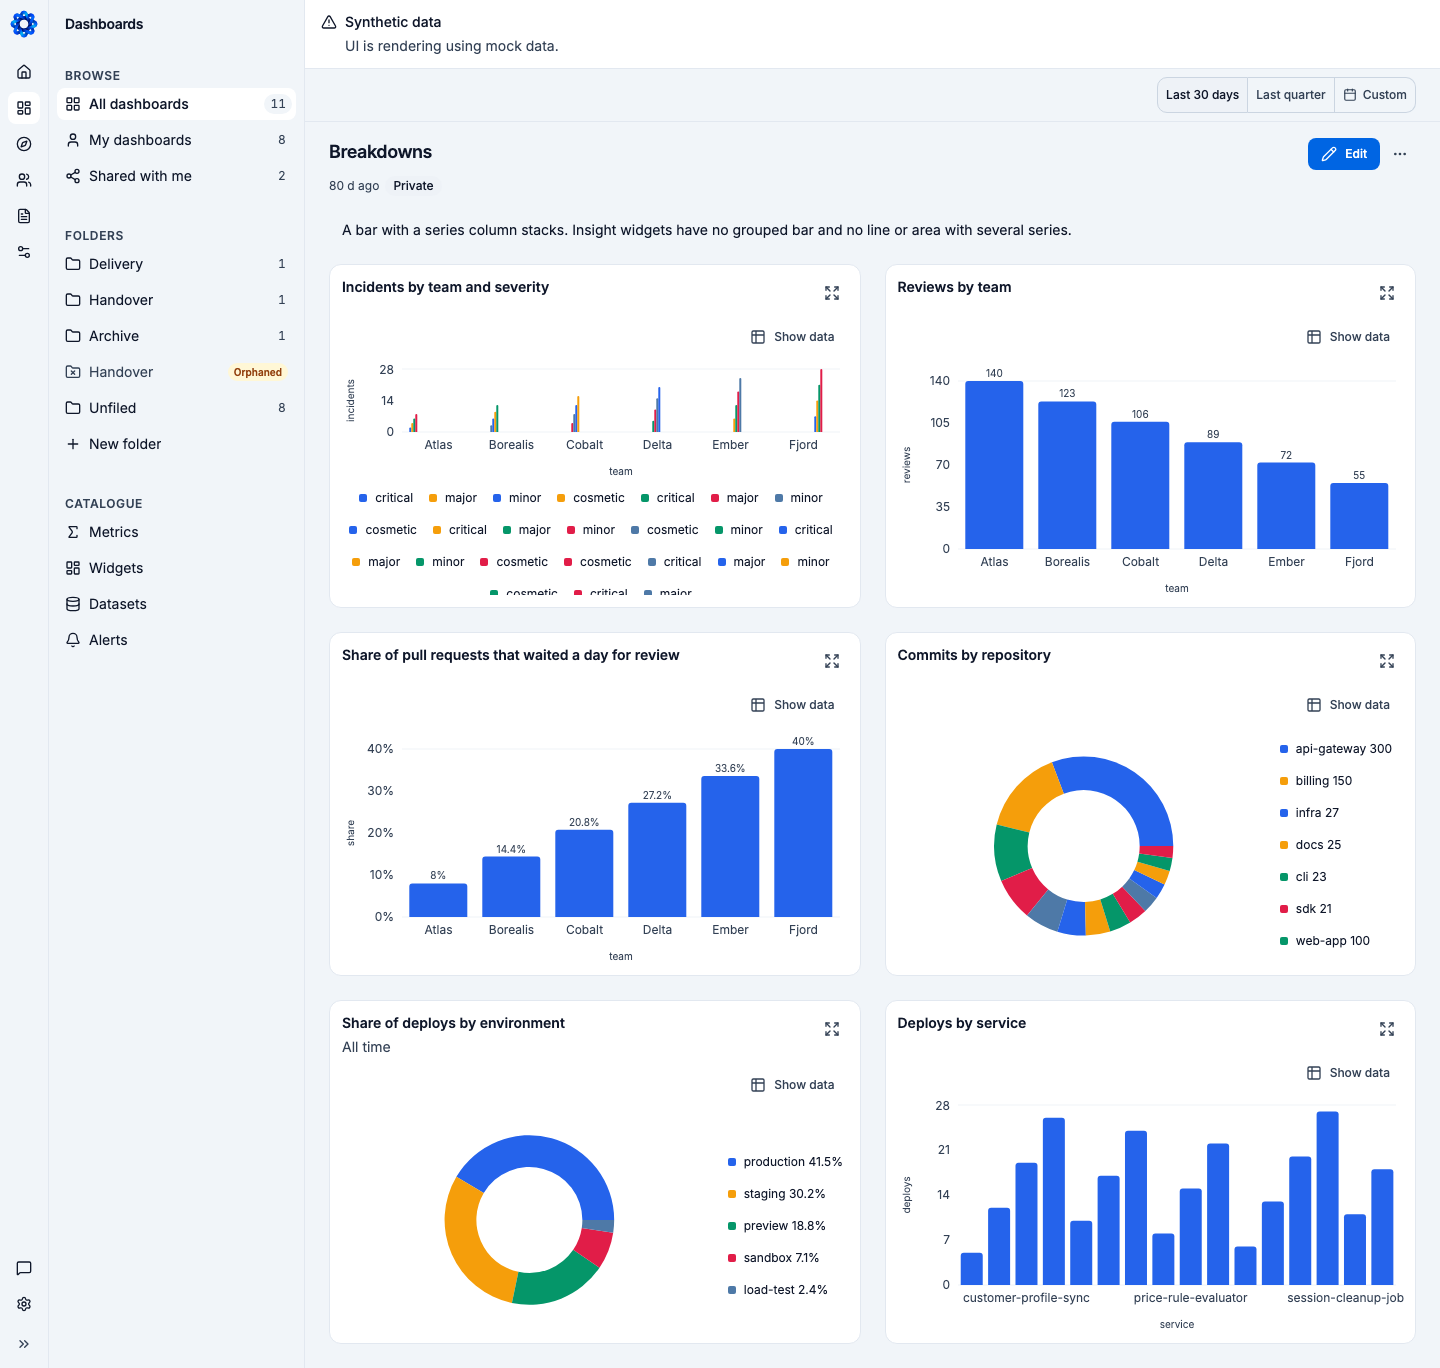 Dashboards
BROWSE
All dashboards 11
My dashboards 8
Shared with me 2
FOLDERS
Delivery 1
Handover 1
Archive 1
Handover Orphaned
Unfiled 8
New folder
CATALOGUE
Metrics
Widgets
Datasets
Alerts
Synthetic data
UI is rendering using mock data.
Last 30 days Last quarter Custom
Breakdowns
Edit
80 d ago Private
A bar with a series column stacks. Insight widgets have no grouped bar and no line or area with several series.
Incidents by team and severity
Show data
28
14
0
incidents
Atlas Borealis Cobalt Delta Ember Fjord
team
critical major minor cosmetic critical major minor
cosmetic critical major minor cosmetic minor critical
major minor cosmetic cosmetic critical major minor
cosmetic critical major
Reviews by team
Show data
140
105
70
35
0
reviews
140 123 106 89 72 55
Atlas Borealis Cobalt Delta Ember Fjord
team
Share of pull requests that waited a day for review
Show data
40%
30%
20%
10%
0%
share
8% 14.4% 20.8% 27.2% 33.6% 40%
Atlas Borealis Cobalt Delta Ember Fjord
team
Commits by repository
Show data
api-gateway 300
billing 150
infra 27
docs 25
cli 23
sdk 21
web-app 100
Share of deploys by environment
All time
Show data
production 41.5%
staging 30.2%
preview 18.8%
sandbox 7.1%
load-test 2.4%
Deploys by service
Show data
28
21
14
7
0
deploys
customer-profile-sync price-rule-evaluator session-cleanup-job
service